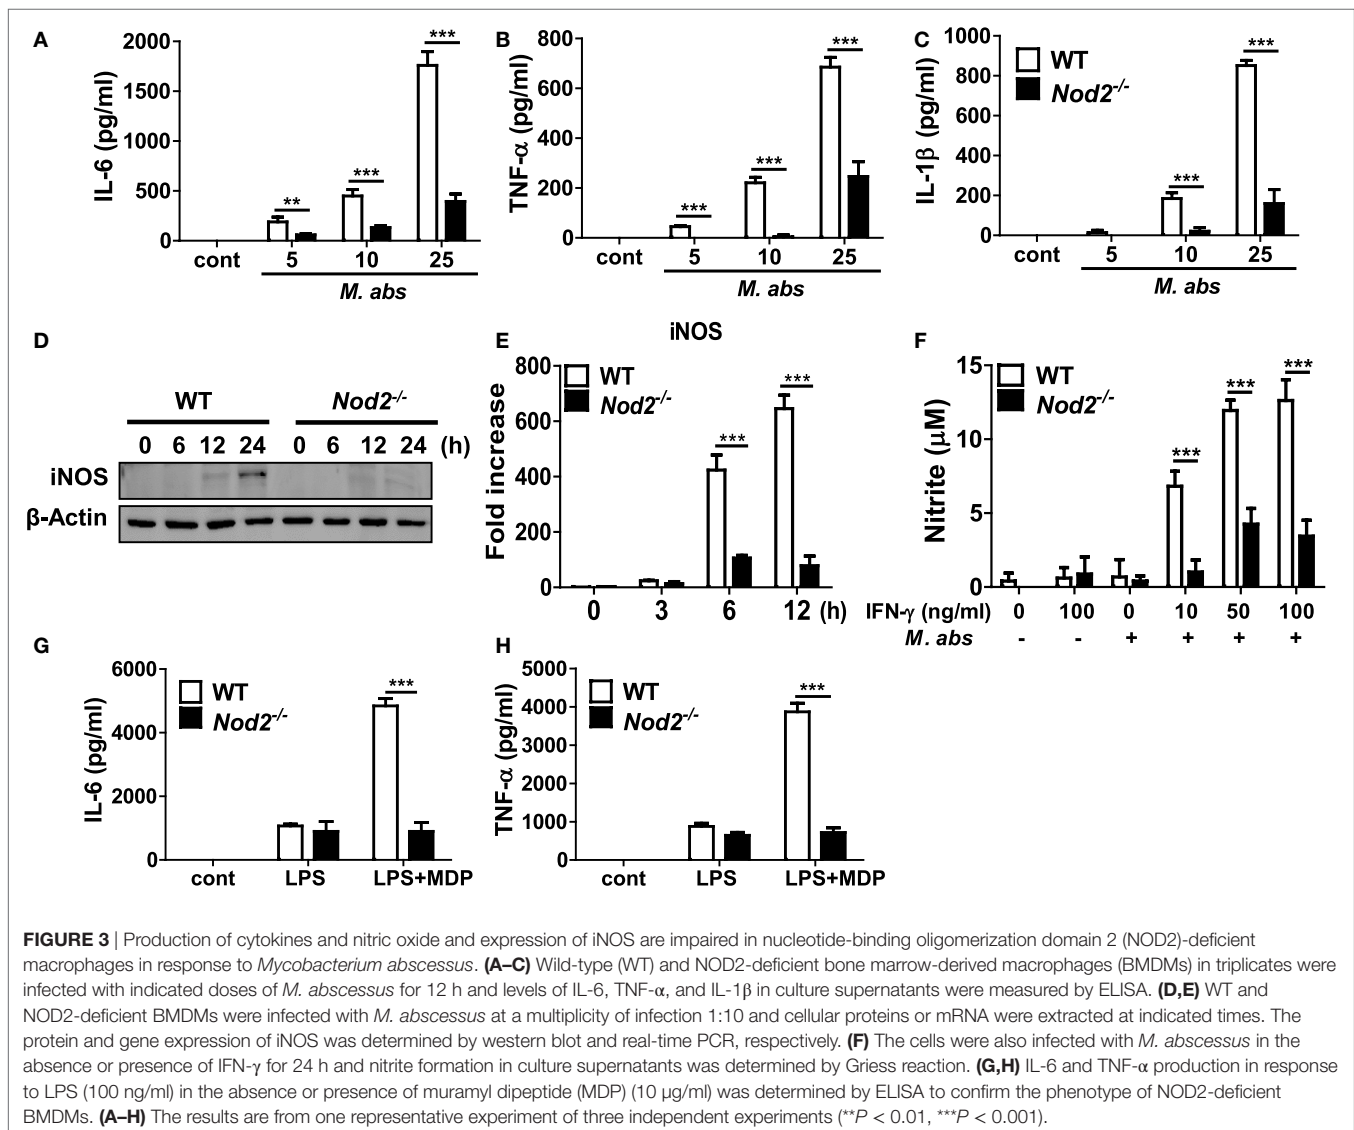 A
IL-6 (pg/ml)
2000
1500
1000
500
0
**
***
***
cont 5 10 25
M. abs
B
TNF-α (pg/ml)
800
600
400
200
0
***
***
***
cont 5 10 25
M. abs
C
IL-1β (pg/ml)
1000
800
600
400
200
0
WT
Nod2-/-
***
***
cont 5 10 25
M. abs
D
WT Nod2-/-
0 6 12 24 0 6 12 24 (h)
iNOS
β-Actin
E
iNOS
Fold increase
800
600
400
200
0
WT
Nod2-/-
***
***
0 3 6 12 (h)
F
Nitrite (μM)
15
10
5
0
WT
Nod2-/-
***
***
***
IFN-γ (ng/ml) 0 100 0 10 50 100
M. abs - - + + + +
G
IL-6 (pg/ml)
6000
4000
2000
0
WT
Nod2-/-
***
cont LPS LPS+MDP
H
TNF-α (pg/ml)
5000
4000
3000
2000
1000
0
WT
Nod2-/-
***
cont LPS LPS+MDP
FIGURE 3 | Production of cytokines and nitric oxide and expression of iNOS are impaired in nucleotide-binding oligomerization domain 2 (NOD2)-deficient
macrophages in response to Mycobacterium abscessus. (A–C) Wild-type (WT) and NOD2-deficient bone marrow-derived macrophages (BMDMs) in triplicates were
infected with indicated doses of M. abscessus for 12 h and levels of IL-6, TNF-α, and IL-1β in culture supernatants were measured by ELISA. (D,E) WT and
NOD2-deficient BMDMs were infected with M. abscessus at a multiplicity of infection 1:10 and cellular proteins or mRNA were extracted at indicated times. The
protein and gene expression of iNOS was determined by western blot and real-time PCR, respectively. (F) The cells were also infected with M. abscessus in the
absence or presence of IFN-γ for 24 h and nitrite formation in culture supernatants was determined by Griess reaction. (G,H) IL-6 and TNF-α production in response
to LPS (100 ng/ml) in the absence or presence of muramyl dipeptide (MDP) (10 µg/ml) was determined by ELISA to confirm the phenotype of NOD2-deficient
BMDMs. (A–H) The results are from one representative experiment of three independent experiments (**P < 0.01, ***P < 0.001).